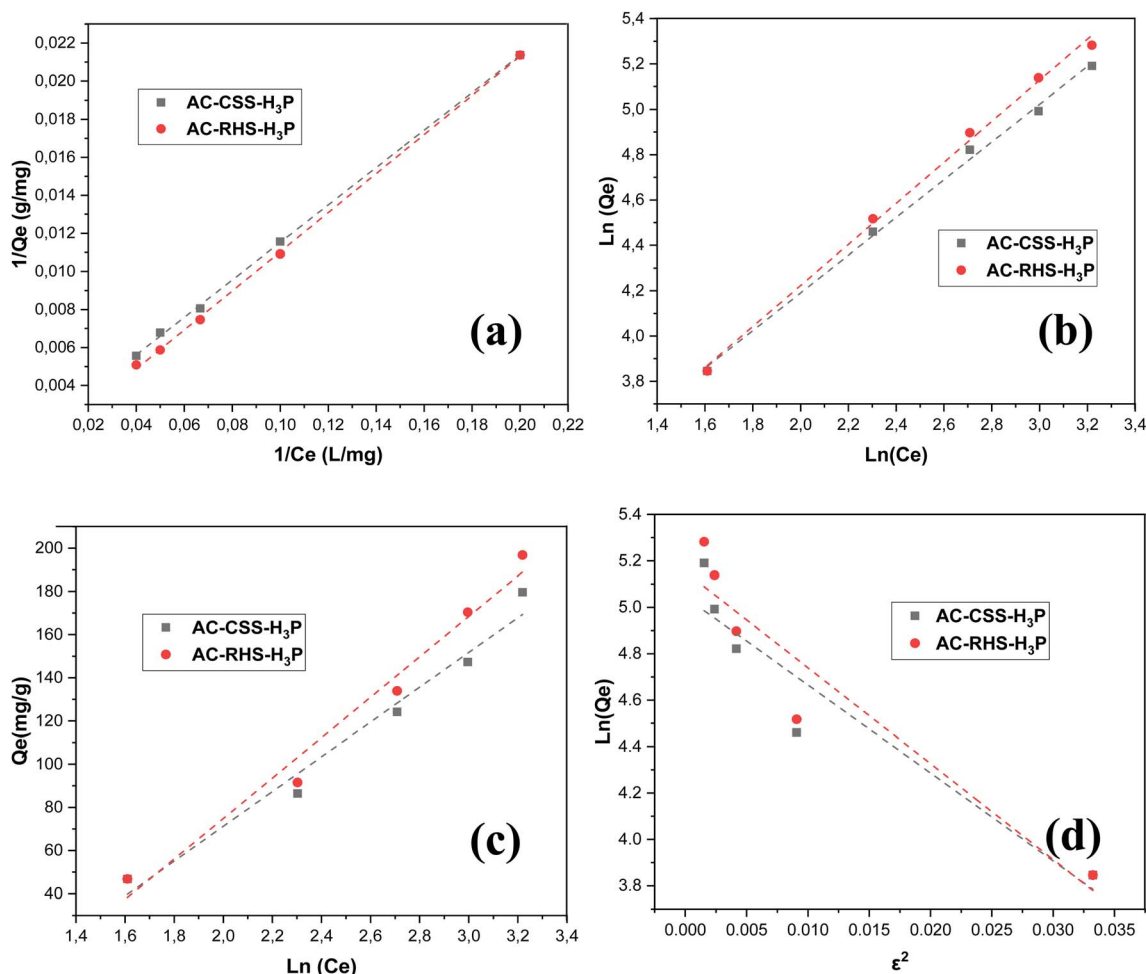 0,022
0,020
0,018
0,016
0,014
0,012
0,010
0,008
0,006
0,004
1/Qe (g/mg)
AC-CSS-H₃P
AC-RHS-H₃P
(a)
0,02 0,04 0,06 0,08 0,10 0,12 0,14 0,16 0,18 0,20 0,22
1/Ce (L/mg)
5,4
5,2
5,0
4,8
4,6
4,4
4,2
4,0
3,8
Ln (Qe)
AC-CSS-H₃P
AC-RHS-H₃P
(b)
1,4 1,6 1,8 2,0 2,2 2,4 2,6 2,8 3,0 3,2 3,4
Ln(Ce)
200
180
160
140
120
100
80
60
40
Qe(mg/g)
AC-CSS-H₃P
AC-RHS-H₃P
(c)
1,4 1,6 1,8 2,0 2,2 2,4 2,6 2,8 3,0 3,2 3,4
Ln (Ce)
5.4
5.2
5.0
4.8
4.6
4.4
4.2
4.0
3.8
Ln(Qe)
AC-CSS-H₃P
AC-RHS-H₃P
(d)
0.000 0.005 0.010 0.015 0.020 0.025 0.030 0.035
ε²